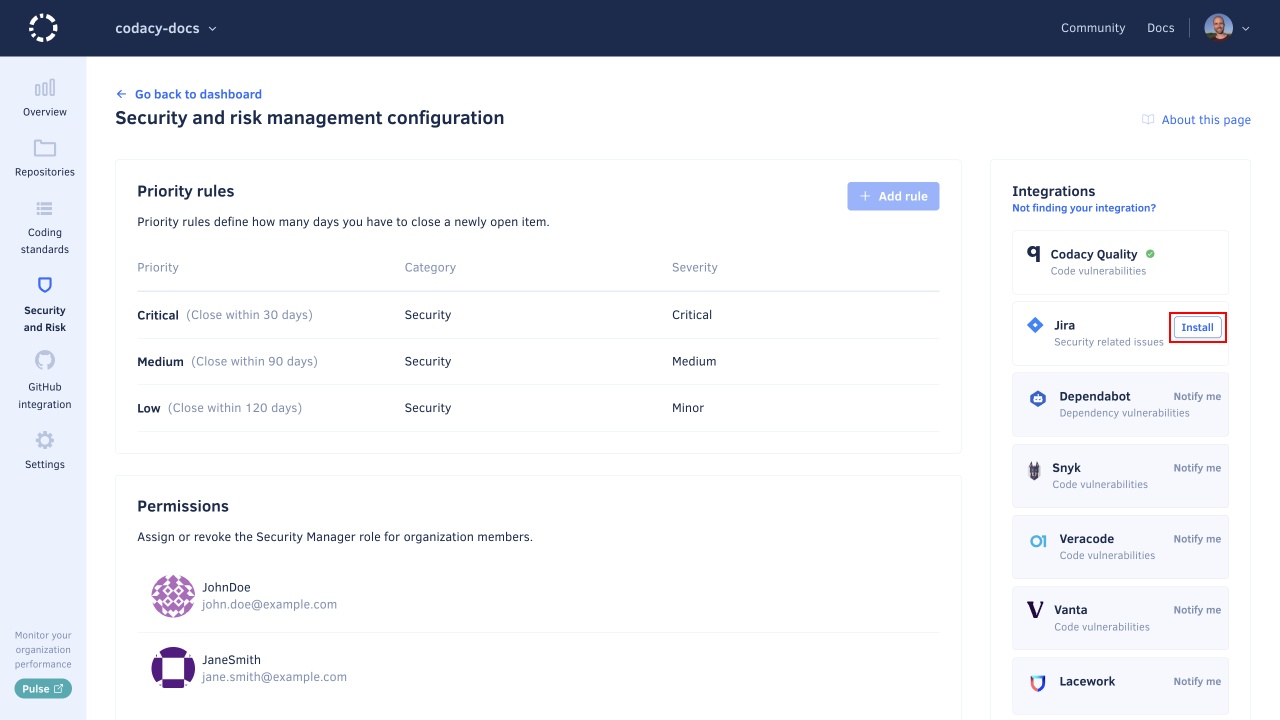 codacy-docs
Community
Docs
Overview
Repositories
Coding
standards
Security
and Risk
GitHub
integration
Settings
Monitor your
organization
performance
Pulse
Go back to dashboard
Security and risk management configuration
About this page
Priority rules
Add rule
Priority rules define how many days you have to close a newly open item.
Priority Category Severity
Critical (Close within 30 days) Security Critical
Medium (Close within 90 days) Security Medium
Low (Close within 120 days) Security Minor
Permissions
Assign or revoke the Security Manager role for organization members.
JohnDoe
john.doe@example.com
JaneSmith
jane.smith@example.com
Integrations
Not finding your integration?
Codacy Quality
Code vulnerabilities
Jira
Install
Security related issues
Dependabot Notify me
Dependency vulnerabilities
Snyk Notify me
Code vulnerabilities
Veracode Notify me
Code vulnerabilities
Vanta Notify me
Code vulnerabilities
Lacework Notify me